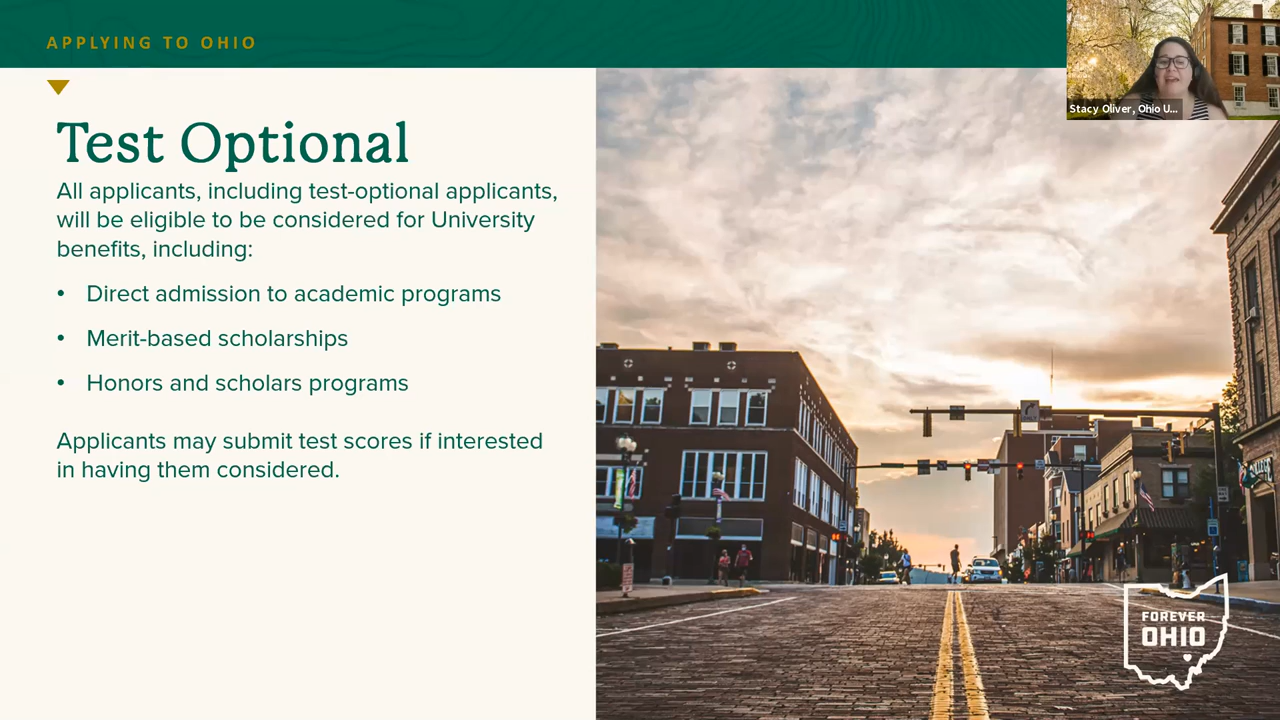 APPLYING TO OHIO
Stacy Oliver, Ohio U...
Test Optional
All applicants, including test-optional applicants,
will be eligible to be considered for University
benefits, including:
• Direct admission to academic programs
• Merit-based scholarships
• Honors and scholars programs
Applicants may submit test scores if interested
in having them considered.
ONLY
FOREVER
OHIO